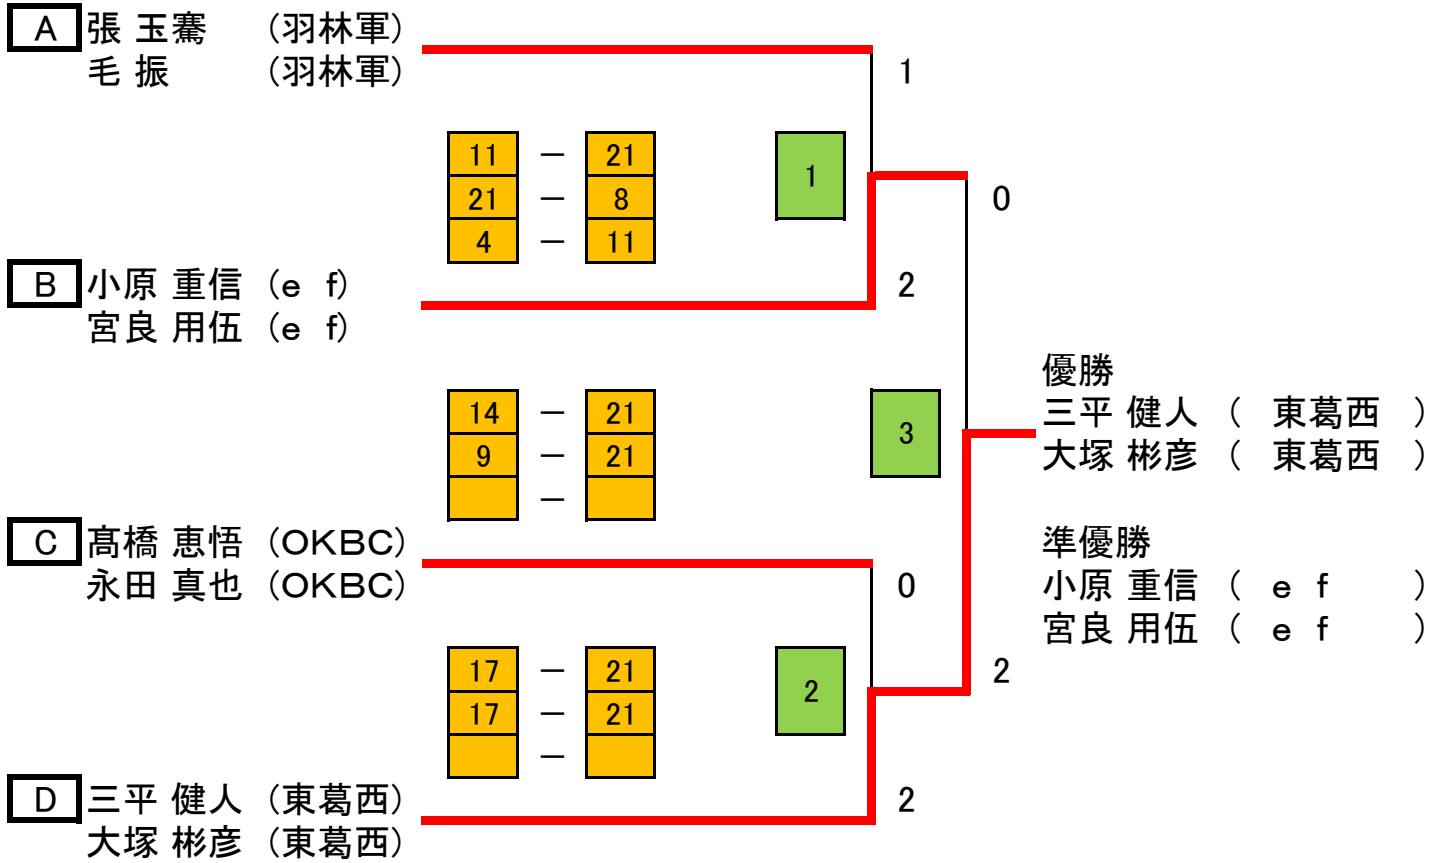 A 張 玉騫 (羽林軍)
毛 振 (羽林軍)
1
11 － 21
21 － 8
4 － 11
1
0
B 小原 重信 (ｅ ｆ)
宮良 用伍 (ｅ ｆ)
2
14 － 21
9 － 21
－
3
優勝
三平 健人 ( 東葛西 )
大塚 彬彦 ( 東葛西 )
C 髙橋 恵悟 (OKBC)
永田 真也 (OKBC)
0
準優勝
小原 重信 ( ｅ ｆ )
宮良 用伍 ( ｅ ｆ )
17 － 21
17 － 21
－
2
2
D 三平 健人 (東葛西)
大塚 彬彦 (東葛西)
2